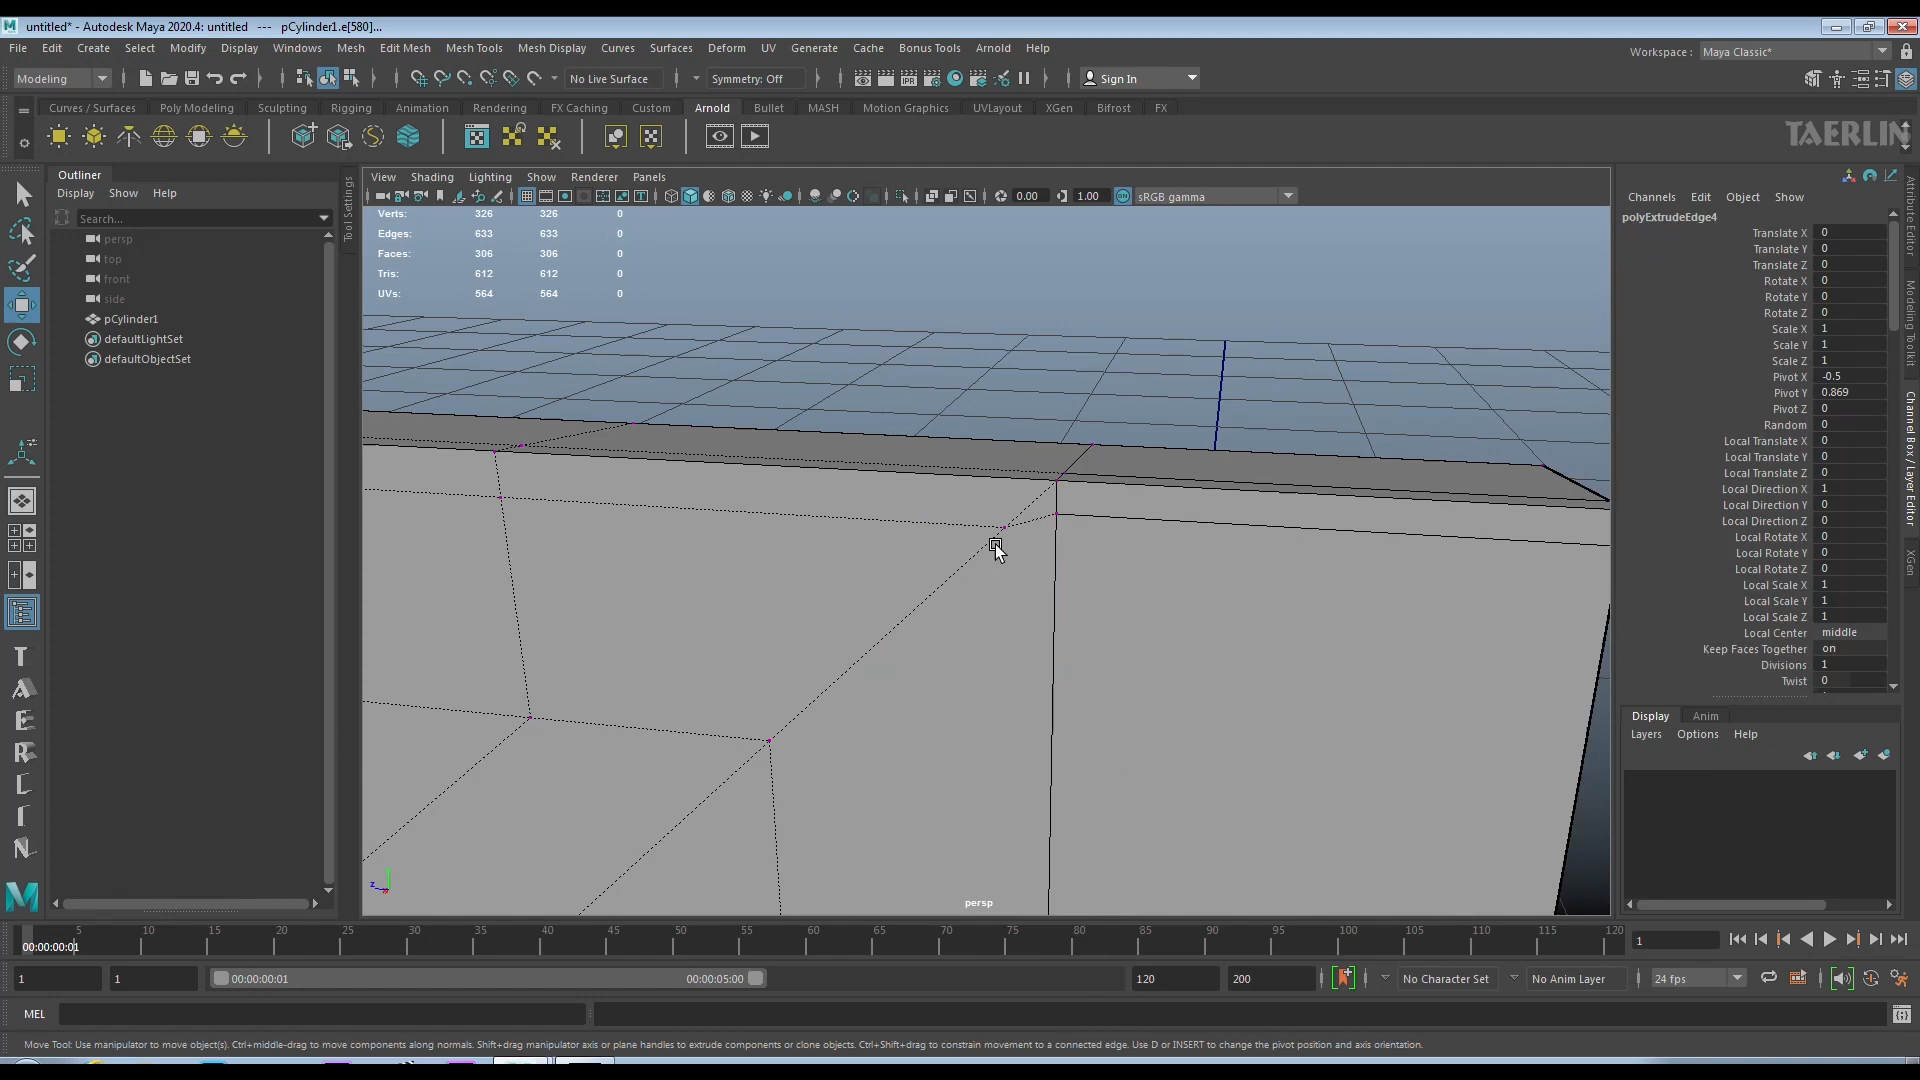 untitled* - Autodesk Maya 2020.4: untitled --- pCylinder1.e[580]...
File Edit Create Select Modify Display Windows Mesh Edit Mesh Mesh Tools Mesh Display Curves Surfaces Deform UV Generate Cache Bonus Tools Arnold Help
Workspace : Maya Classic*
Modeling No Live Surface Symmetry: Off Sign In
Curves / Surfaces Poly Modeling Sculpting Rigging Animation Rendering FX Caching Custom Arnold Bullet MASH Motion Graphics UVLayout XGen Bifrost FX
IPR
TAERLIN
Outliner
Display Show Help
Search...
persp
top
front
side
pCylinder1
defaultLightSet
defaultObjectSet
Tool Settings
View Shading Lighting Show Renderer Panels
0.00 1.00 sRGB gamma
Verts: 326 326 0
Edges: 633 633 0
Faces: 306 306 0
Tris: 612 612 0
UVs: 564 564 0
z
persp
Channels Edit Object Show
polyExtrudeEdge4
Translate X 0
Translate Y 0
Translate Z 0
Rotate X 0
Rotate Y 0
Rotate Z 0
Scale X 1
Scale Y 1
Scale Z 1
Pivot X -0.5
Pivot Y 0.869
Pivot Z 0
Random 0
Local Translate X 0
Local Translate Y 0
Local Translate Z 0
Local Direction X 1
Local Direction Y 0
Local Direction Z 0
Local Rotate X 0
Local Rotate Y 0
Local Rotate Z 0
Local Scale X 1
Local Scale Y 1
Local Scale Z 1
Local Center middle
Keep Faces Together on
Divisions 1
Twist 0
Display Anim
Layers Options Help
Attribute Editor
Modeling Toolkit
Channel Box / Layer Editor
XGen
5 10 15 20 25 30 35 40 45 50 55 60 65 70 75 80 85 90 95 100 105 110 115 120
00:00:00:01
1
1 1 00:00:00:01 00:00:05:00 120 200 No Character Set No Anim Layer 24 fps
MEL
Move Tool: Use manipulator to move object(s). Ctrl+middle-drag to move components along normals. Shift+drag manipulator axis or plane handles to extrude components or clone objects. Ctrl+Shift+drag to constrain movement to a connected edge. Use D or INSERT to change the pivot position and axis orientation.